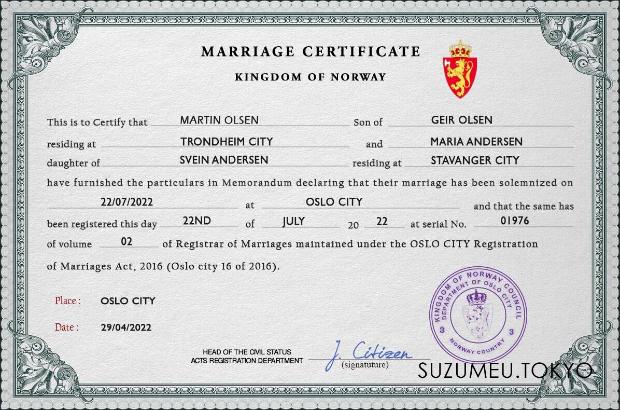 MARRIAGE CERTIFICATE
KINGDOM OF NORWAY
This is to Certify that MARTIN OLSEN Son of GEIR OLSEN
residing at TRONDHEIM CITY and MARIA ANDERSEN
daughter of SVEIN ANDERSEN residing at STAVANGER CITY
have furnished the particulars in Memorandum declaring that their marriage has been solemnized on
22/07/2022 at OSLO CITY and that the same has
been registered this day 22ND of JULY 20 22 at serial No. 01976
of volume 02 of Registrar of Marriages maintained under the OSLO CITY Registration
of Marriages Act, 2016 (Oslo city 16 of 2016).
Place : OSLO CITY
Date : 29/04/2022
KINGDOM OF NORWAY COUNCIL
DEPARTMENT OF OSLO CITY
3 3
NORWAY COUNTRY
HEAD OF THE CIVIL STATUS
ACTS REGISTRATION DEPARTMENT J. Citizen
(signatuture)
SUZUMEU.TOKYO